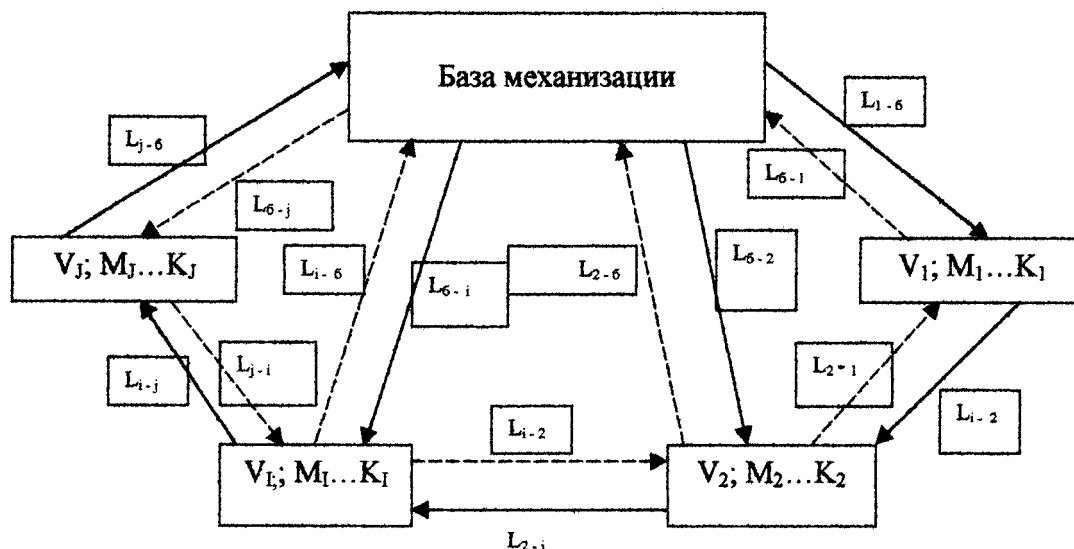 База механизации
L1-б
Lj-б
Lб-1
Lб-j
Li-б
Lб-i
L2-б
Lб-2
VJ; MJ...KJ
V1; M1...K1
Li-j
Lj-i
L2-1
Li-2
Li-2
VI;; MI...KI
V2; M2...K2
L2-i